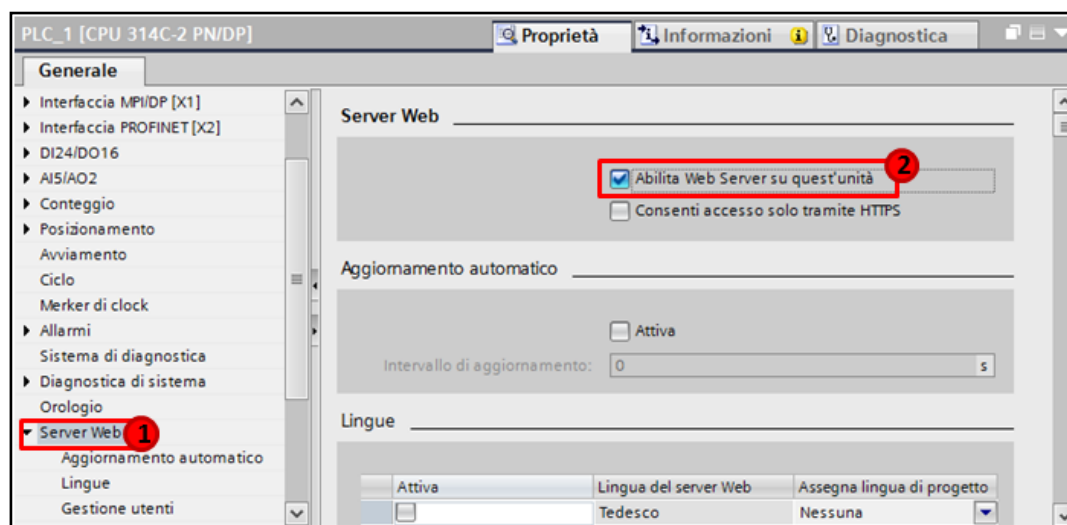 PLC_1 [CPU 314C-2 PN/DP]
Proprietà
Informazioni
Diagnostica
Generale
Interfaccia MPI/DP [X1]
Interfaccia PROFINET [X2]
DI24/DO16
AI5/AO2
Conteggio
Posizionamento
Avviamento
Ciclo
Merker di clock
Allarmi
Sistema di diagnostica
Diagnostica di sistema
Orologio
Server Web 1
Aggiornamento automatico
Lingue
Gestione utenti
Server Web
Abilita Web Server su quest'unità 2
Consenti accesso solo tramite HTTPS
Aggiornamento automatico
Attiva
Intervallo di aggiornamento: 0 s
Lingue
Attiva Lingua del server Web Assegna lingua di progetto
Tedesco Nessuna